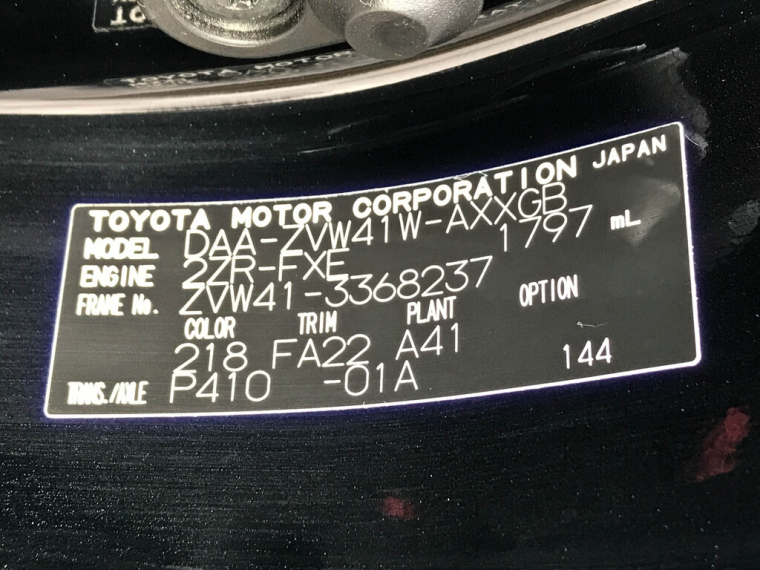 TOYOTA MOTOR CORPORATION JAPAN
MODEL DAA-ZVW41W-AXXGB
ENGINE 2ZR-FXE 1797 mL
FRAME No. ZVW41-3368237
COLOR TRIM PLANT OPTION
218 FA22 A41
TRANS./AXLE P410 -01A 144